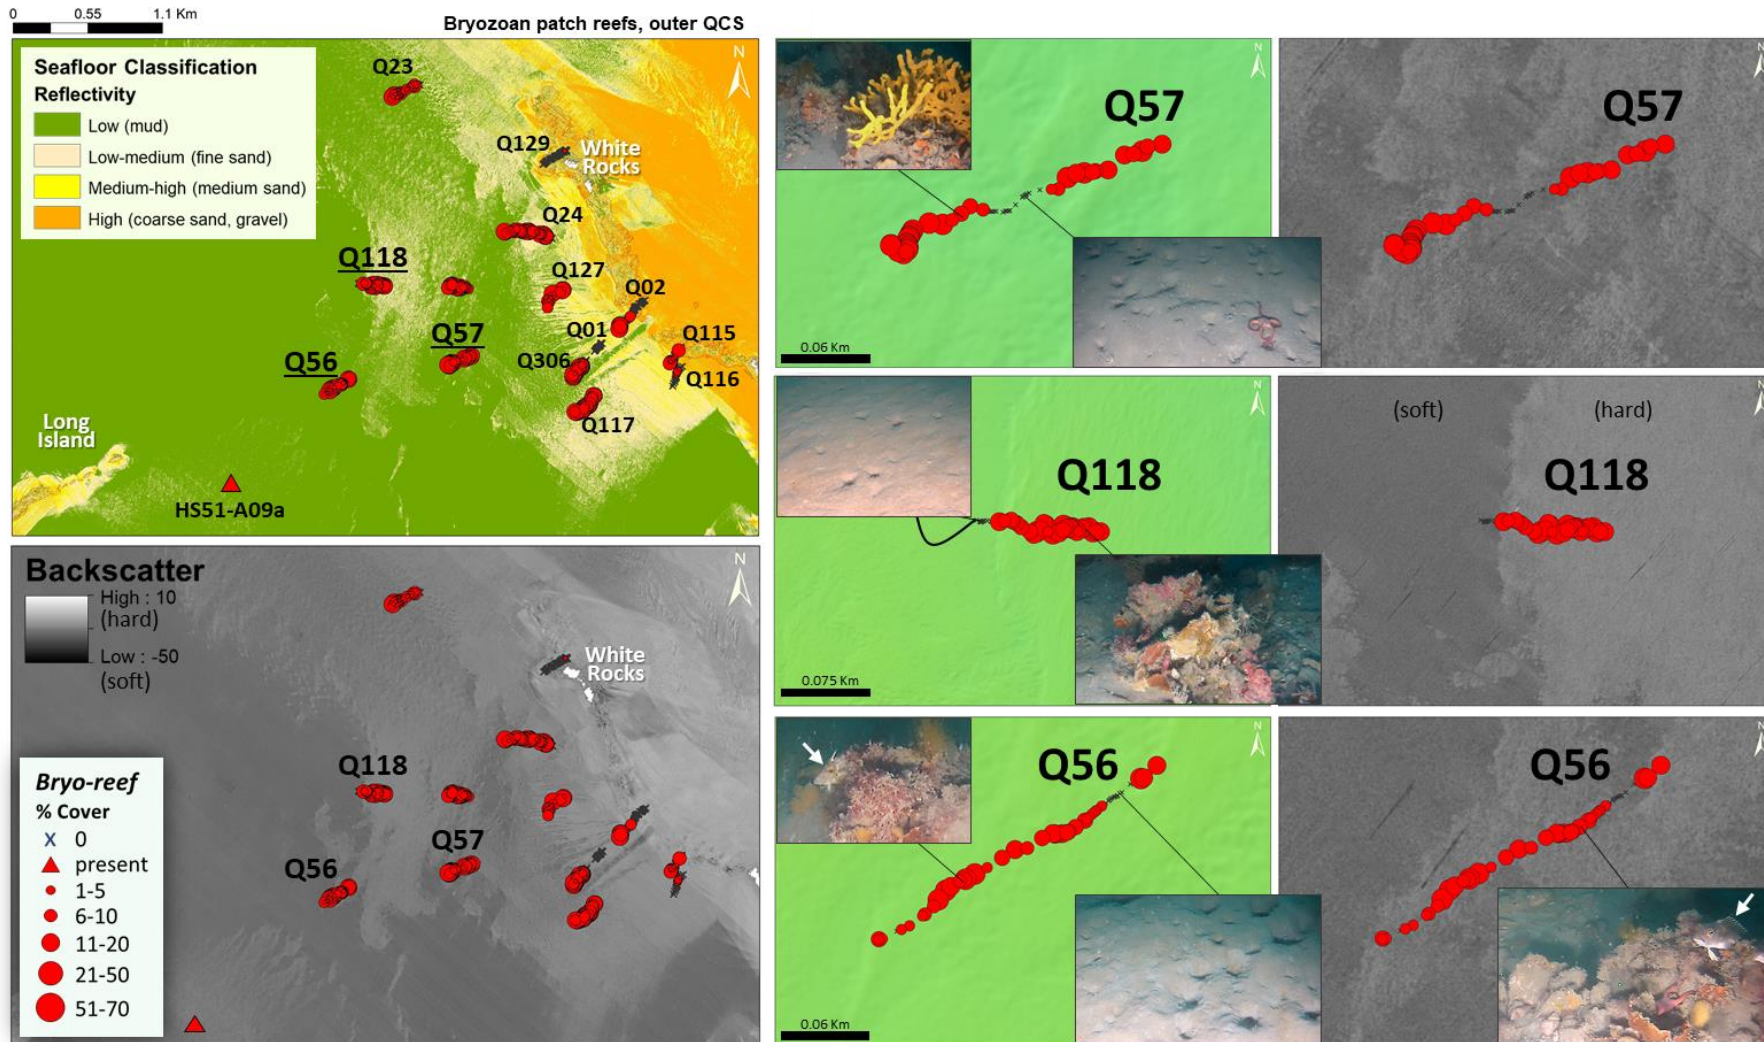 0 0.55 1.1 Km
Bryozoan patch reefs, outer QCS
Seafloor Classification
Reflectivity
Low (mud)
Low-medium (fine sand)
Medium-high (medium sand)
High (coarse sand, gravel)
N
Q23
Q129
White
Rocks
Q24
Q118
Q127
Q02
Q57
Q01
Q115
Q56
Q306
Q116
Q117
Long
Island
HS51-A09a
Backscatter
High : 10
(hard)
Low : -50
(soft)
N
White
Rocks
Q118
Q57
Q56
Bryo-reef
% Cover
X 0
present
1-5
6-10
11-20
21-50
51-70
N
Q57
0.06 Km
N
Q57
N
Q118
0.075 Km
(soft)
(hard)
N
Q118
N
Q56
0.06 Km
N
Q56